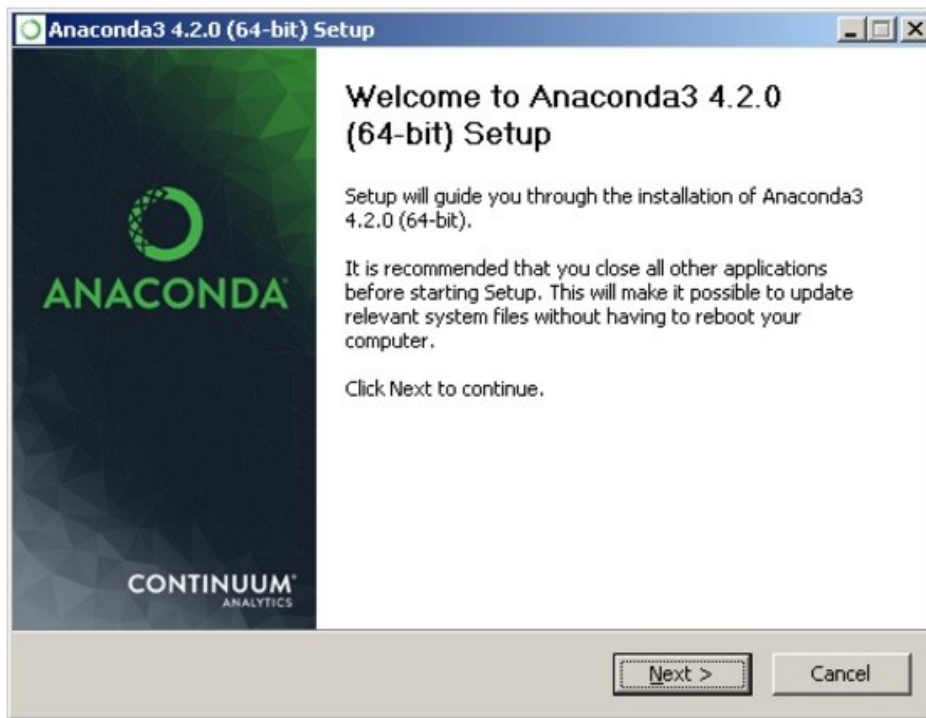 Anaconda3 4.2.0 (64-bit) Setup
ANACONDA
CONTINUUM
ANALYTICS
Welcome to Anaconda3 4.2.0
(64-bit) Setup
Setup will guide you through the installation of Anaconda3
4.2.0 (64-bit).
It is recommended that you close all other applications
before starting Setup. This will make it possible to update
relevant system files without having to reboot your
computer.
Click Next to continue.
Next >
Cancel